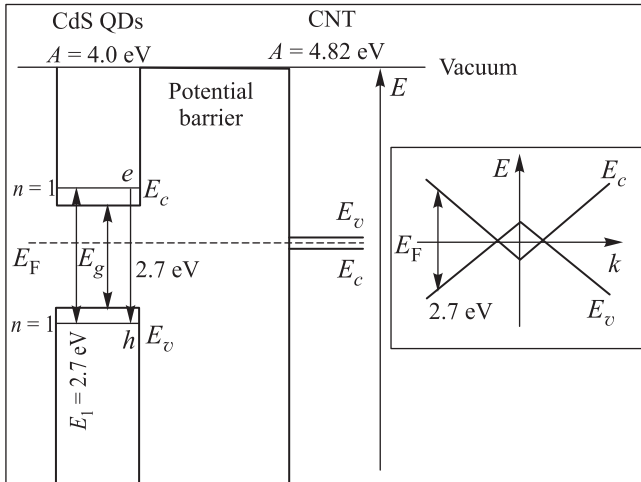 CdS QDs
CNT
A = 4.0 eV
A = 4.82 eV
Vacuum
Potential
barrier
E
n = 1
e
E_c
E_v
E_F
E_g
2.7 eV
E_c
n = 1
h
E_v
E_1 = 2.7 eV
E
E_c
E_F
k
2.7 eV
E_v